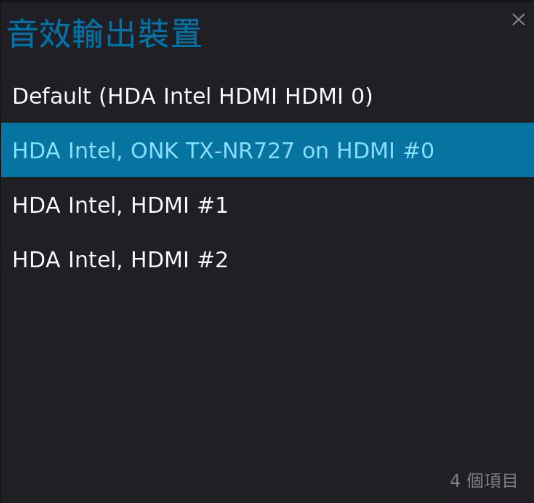 音效輸出裝置
Default (HDA Intel HDMI HDMI 0)
HDA Intel, ONK TX-NR727 on HDMI #0
HDA Intel, HDMI #1
HDA Intel, HDMI #2
4 個項目